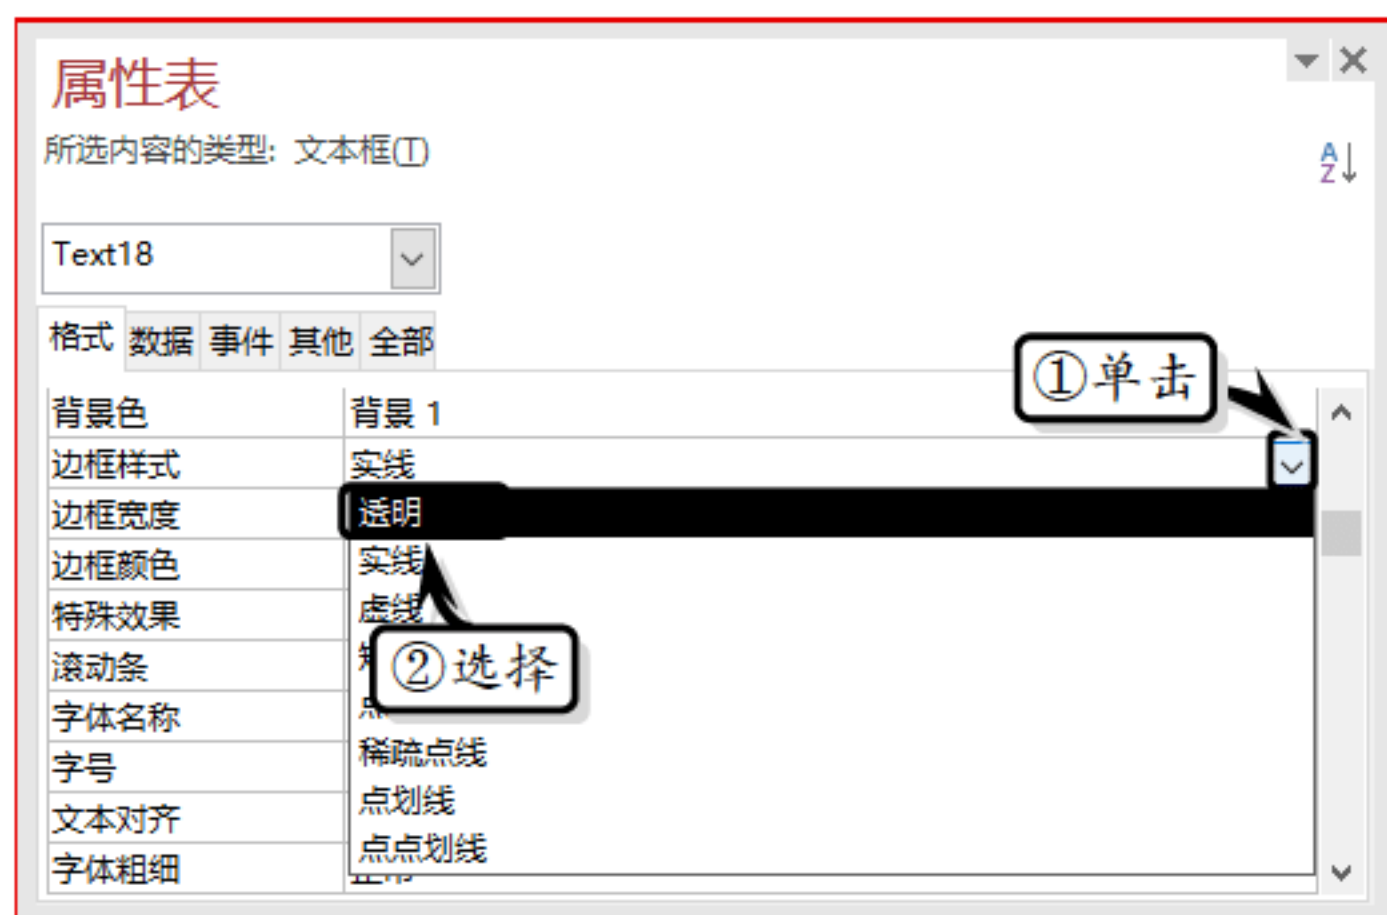 属性表
所选内容的类型: 文本框(T)
Text18
格式 数据 事件 其他 全部
①单击
背景色 背景 1
边框样式 实线
边框宽度 透明
边框颜色 实线
特殊效果 虚线
②选择
滚动条
字体名称
稀疏点线
字号
点划线
文本对齐
点点划线
字体粗细